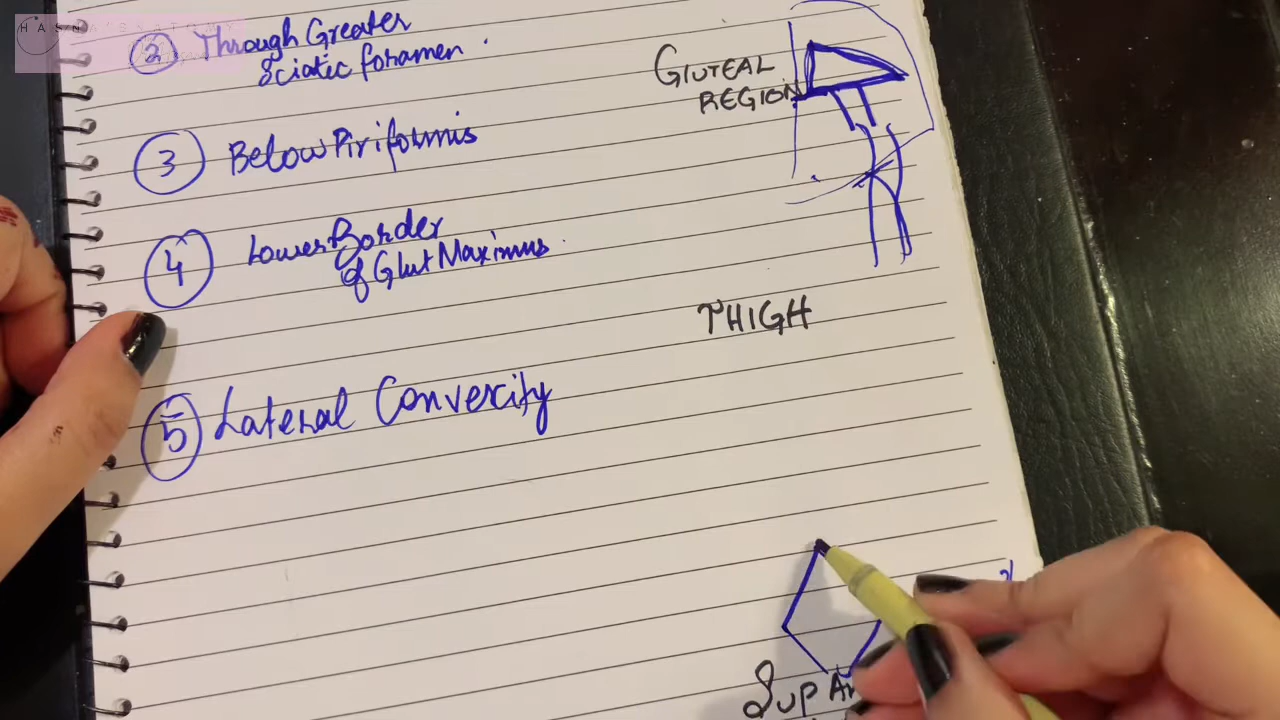 2 Through Greater
Sciatic foramen.
3 Below Piriformis
4 Lower Border
of Glut Maximus.
5 Lateral Convexity
GLUTEAL
REGION
THIGH
Sup